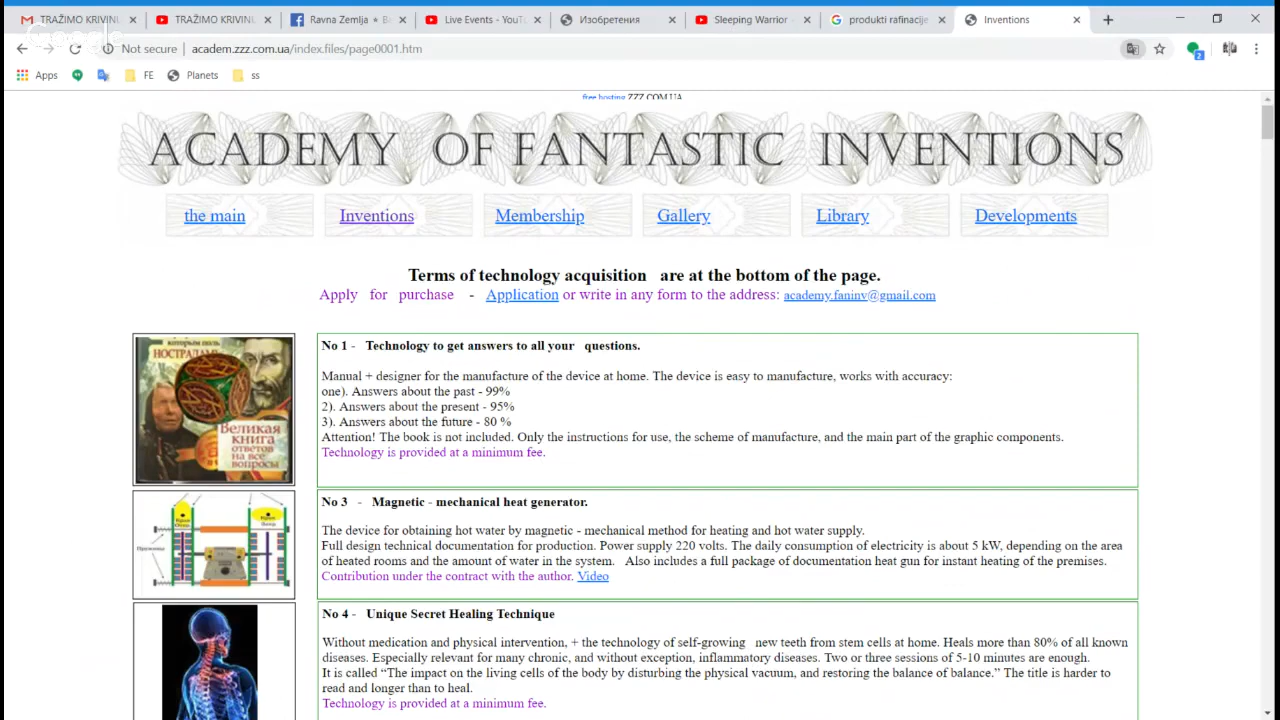 TRAŽIMO KRIVINU
TRAŽIMO KRIVIN
Ravna Zemlja ★ B
Live Events - YouT
Изобретения
Sleeping Warrior -
produkti rafinacije
Inventions
Google
Not secure | academ.zzz.com.ua/index.files/page0001.htm
2
Apps
FE
Planets
ss
free hosting ZZZ.COM.UA
ACADEMY OF FANTASTIC INVENTIONS
the main
Inventions
Membership
Gallery
Library
Developments
Terms of technology acquisition are at the bottom of the page.
Apply for purchase - Application or write in any form to the address: academy.faninv@gmail.com
НОСТРАДАМ
Великая
книга
ответов
на все
вопросы
No 1 - Technology to get answers to all your questions.
Manual + designer for the manufacture of the device at home. The device is easy to manufacture, works with accuracy:
one). Answers about the past - 99%
2). Answers about the present - 95%
3). Answers about the future - 80 %
Attention! The book is not included. Only the instructions for use, the scheme of manufacture, and the main part of the graphic components.
Technology is provided at a minimum fee.
No 3 - Magnetic - mechanical heat generator.
The device for obtaining hot water by magnetic - mechanical method for heating and hot water supply.
Full design technical documentation for production. Power supply 220 volts. The daily consumption of electricity is about 5 kW, depending on the area
of heated rooms and the amount of water in the system. Also includes a full package of documentation heat gun for instant heating of the premises.
Contribution under the contract with the author. Video
No 4 - Unique Secret Healing Technique
Without medication and physical intervention, + the technology of self-growing new teeth from stem cells at home. Heals more than 80% of all known
diseases. Especially relevant for many chronic, and without exception, inflammatory diseases. Two or three sessions of 5-10 minutes are enough.
It is called “The impact on the living cells of the body by disturbing the physical vacuum, and restoring the balance of balance.” The title is harder to
read and longer than to heal.
Technology is provided at a minimum fee.